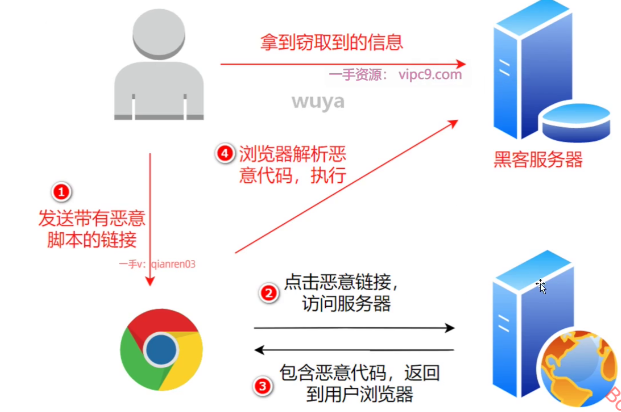 拿到窃取到的信息
一手资源： vipc9.com
wuya
4 浏览器解析恶
意代码，执行
黑客服务器
1
发送带有恶意
脚本的链接
一手v：qianren03
2 点击恶意链接，
访问服务器
3 包含恶意代码，返回
到用户浏览器